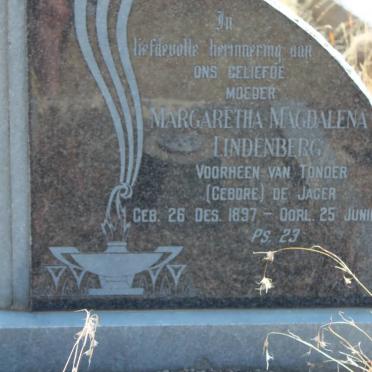 In
liefdevolle herinnering aan
ONS GELIEFDE
MOEDER
MARGARETHA MAGDALENA
LINDENBERG
VOORHEEN VAN TONDER
(GEBORE) DE JAGER
GEB. 26 DES. 1897 - OORL. 25 JUNI
PS. 23